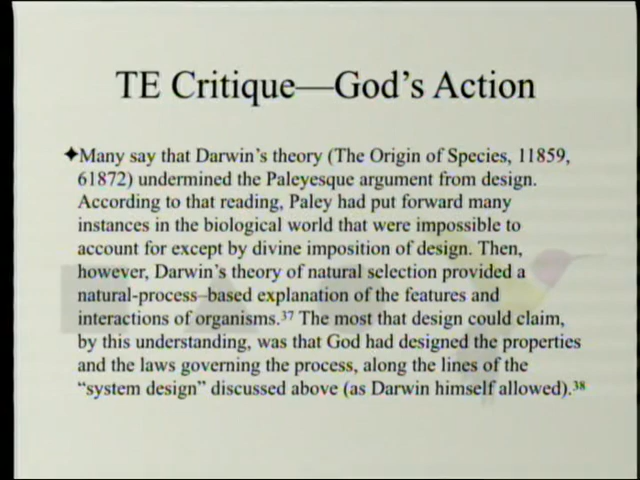 TE Critique—God's Action
✦Many say that Darwin's theory (The Origin of Species, 11859,
61872) undermined the Paleyesque argument from design.
According to that reading, Paley had put forward many
instances in the biological world that were impossible to
account for except by divine imposition of design. Then,
however, Darwin's theory of natural selection provided a
natural-process–based explanation of the features and
interactions of organisms.37 The most that design could claim,
by this understanding, was that God had designed the properties
and the laws governing the process, along the lines of the
“system design” discussed above (as Darwin himself allowed).38